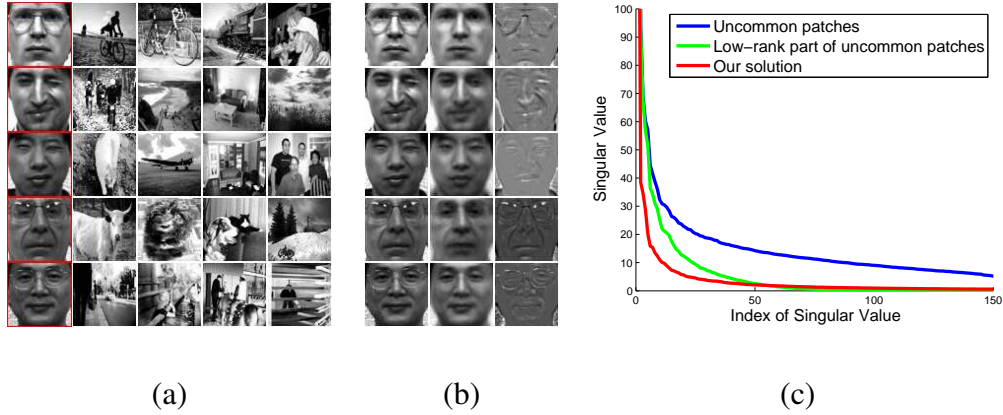 100
90
80
70
60
50
40
30
20
10
0
Singular Value
Uncommon patches
Low−rank part of uncommon patches
Our solution
0
50
100
150
Index of Singular Value
(a)
(b)
(c)